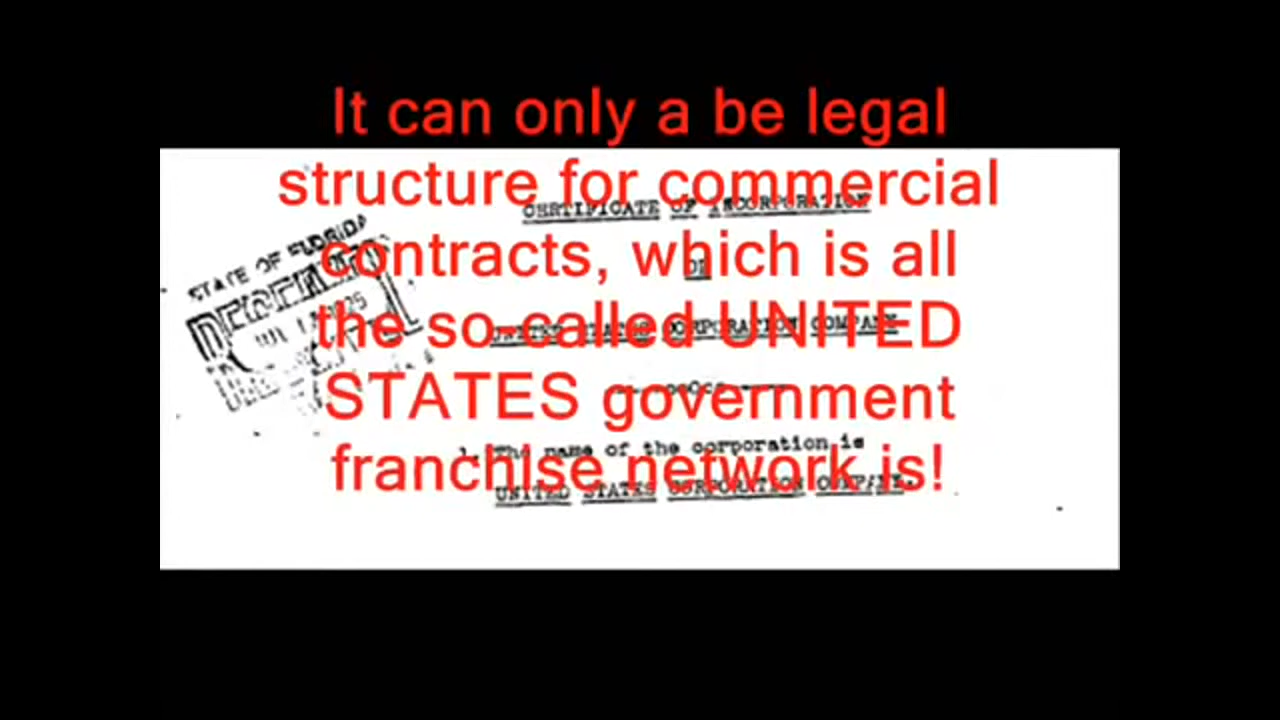 It can only a be legal
structure for commercial
CERTIFICATE OF INCORPORATION
STATE OF FLORIDA
contracts, which is all
OF
the so-called UNITED
UNITED STATES CORPORATION COMPANY
STATES government
1. The name of the corporation is
franchise network is!
UNITED STATES CORPORATION COMPANY.